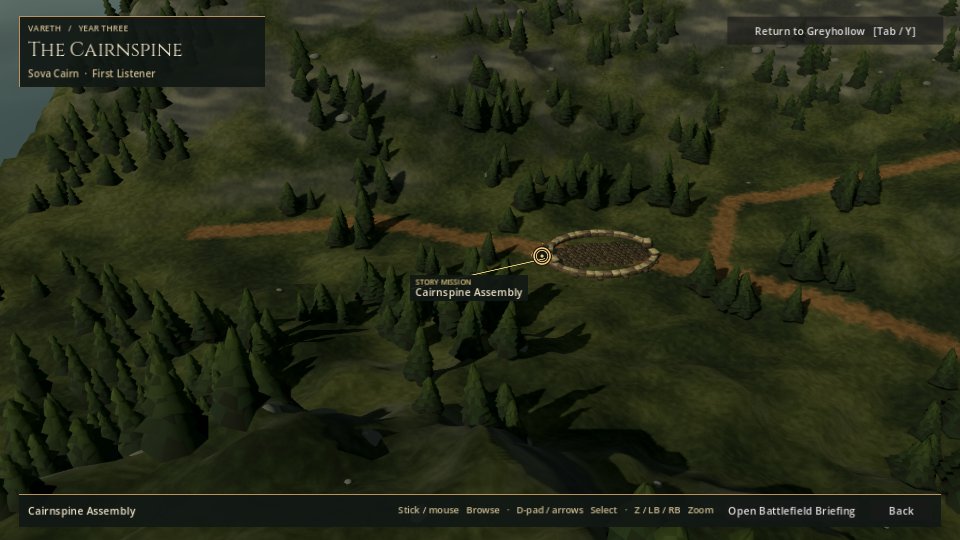 VARETH / YEAR THREE
THE CAIRNSPINE
Sova Cairn · First Listener
Return to Greyhollow [Tab / Y]
STORY MISSION
Cairnspine Assembly
Cairnspine Assembly
Stick / mouse Browse · D-pad / arrows Select · Z / LB / RB Zoom
Open Battlefield Briefing
Back